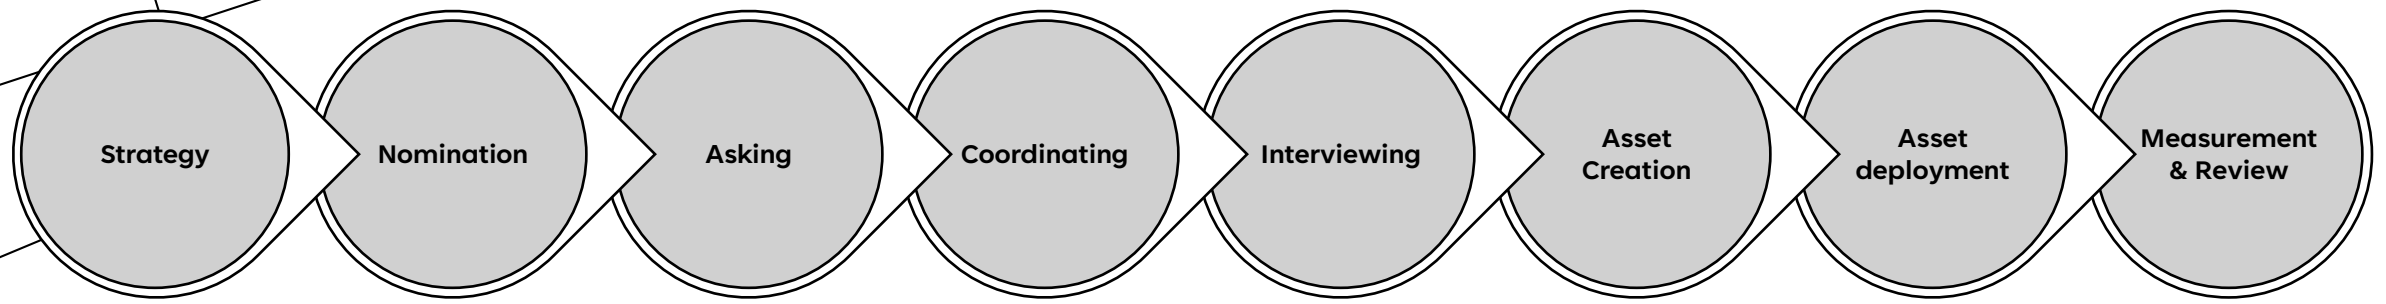 Strategy
Nomination
Asking
Coordinating
Interviewing
Asset
Creation
Asset
deployment
Measurement
& Review